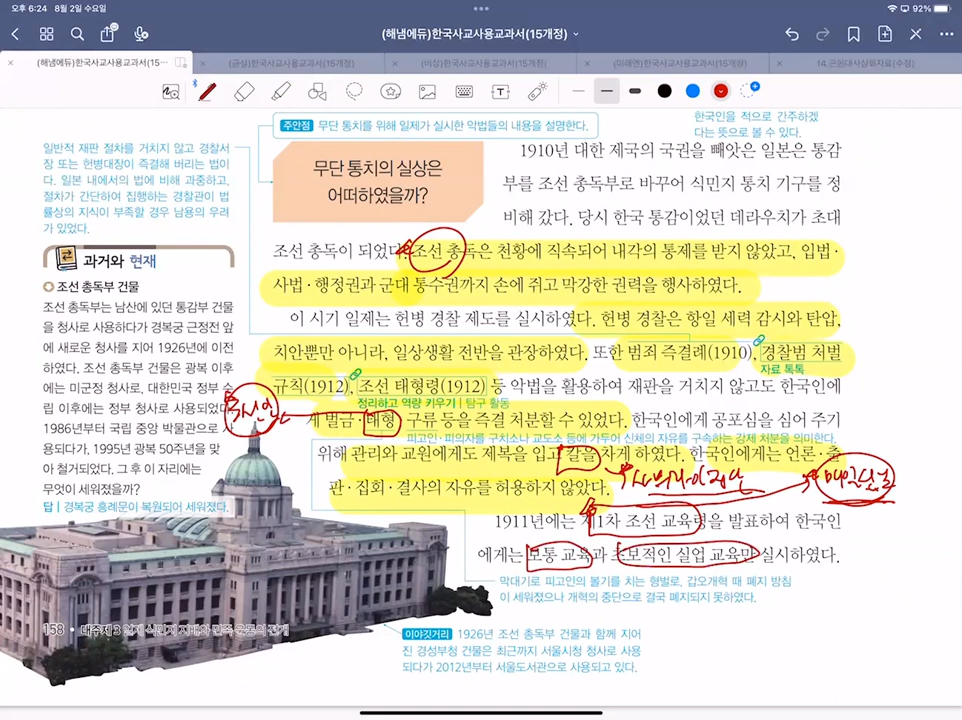 오후 6:24 8월 2일 수요일
92%
(해냄에듀)한국사교사용교과서(15개정)
(해냄에듀)한국사교사용교과서(15···
(금성)한국사교사용교과서(15개정)
(비상)한국사교사용교과서(15개정)
(미래엔)한국사교사용교과서(15개정)
14.근현대사심화자료(수정)
주안점 무단 통치를 위해 일제가 실시한 악법들의 내용을 설명한다.
한국인을 적으로 간주하겠
다는 뜻으로 볼 수 있다.
일반적 재판 절차를 거치지 않고 경찰서
장 또는 헌병대장이 즉결해 버리는 법이
다. 일본 내에서의 법에 비해 과중하고,
절차가 간단하여 집행하는 경찰관이 법
률상의 지식이 부족할 경우 남용의 우려
가 있었다.
무단 통치의 실상은
어떠하였을까?
1910년 대한 제국의 국권을 빼앗은 일본은 통감
부를 조선 총독부로 바꾸어 식민지 통치 기구를 정
비해 갔다. 당시 한국 통감이었던 데라우치가 초대
조선 총독이 되었다. 조선 총독은 천황에 직속되어 내각의 통제를 받지 않았고, 입법·
사법·행정권과 군대 통수권까지 손에 쥐고 막강한 권력을 행사하였다.
이 시기 일제는 헌병 경찰 제도를 실시하였다. 헌병 경찰은 항일 세력 감시와 탄압,
치안뿐만 아니라, 일상생활 전반을 관장하였다. 또한 범죄 즉결례(1910), 경찰범 처벌
자료 톡톡
규칙(1912), 조선 태형령(1912) 등 악법을 활용하여 재판을 거치지 않고도 한국인에
정리하고 역량 키우기 | 탐구 활동
게 벌금·태형·구류 등을 즉결 처분할 수 있었다. 한국인에게 공포심을 심어 주기
피고인·피의자를 구치소나 교도소 등에 가두어 신체의 자유를 구속하는 강제 처분을 의미한다.
위해 관리와 교원에게도 제복을 입고 칼을 차게 하였다. 한국인에게는 언론·출
판·집회·결사의 자유를 허용하지 않았다.
1911년에는 제1차 조선 교육령을 발표하여 한국인
에게는 보통 교육과 초보적인 실업 교육만 실시하였다.
막대기로 피고인의 볼기를 치는 형벌로, 갑오개혁 때 폐지 방침
이 세워졌으나 개혁의 중단으로 결국 폐지되지 못하였다.
과거와 현재
조선 총독부 건물
조선 총독부는 남산에 있던 통감부 건물
을 청사로 사용하다가 경복궁 근정전 앞
에 새로운 청사를 지어 1926년에 이전
하였다. 조선 총독부 건물은 광복 이후
에는 미군정 청사로, 대한민국 정부 수
립 이후에는 정부 청사로 사용되었다.
1986년부터 국립 중앙 박물관으로 사
용되다가, 1995년 광복 50주년을 맞
아 철거되었다. 그 후 이 자리에는
무엇이 세워졌을까?
답 | 경복궁 흥례문이 복원되어 세워졌다.
조선인
158 • 대주제 3 일제 식민지 지배와 민족 운동의 전개
이야깃거리 1926년 조선 총독부 건물과 함께 지어
진 경성부청 건물은 최근까지 서울시청 청사로 사용
되다가 2012년부터 서울도서관으로 사용되고 있다.